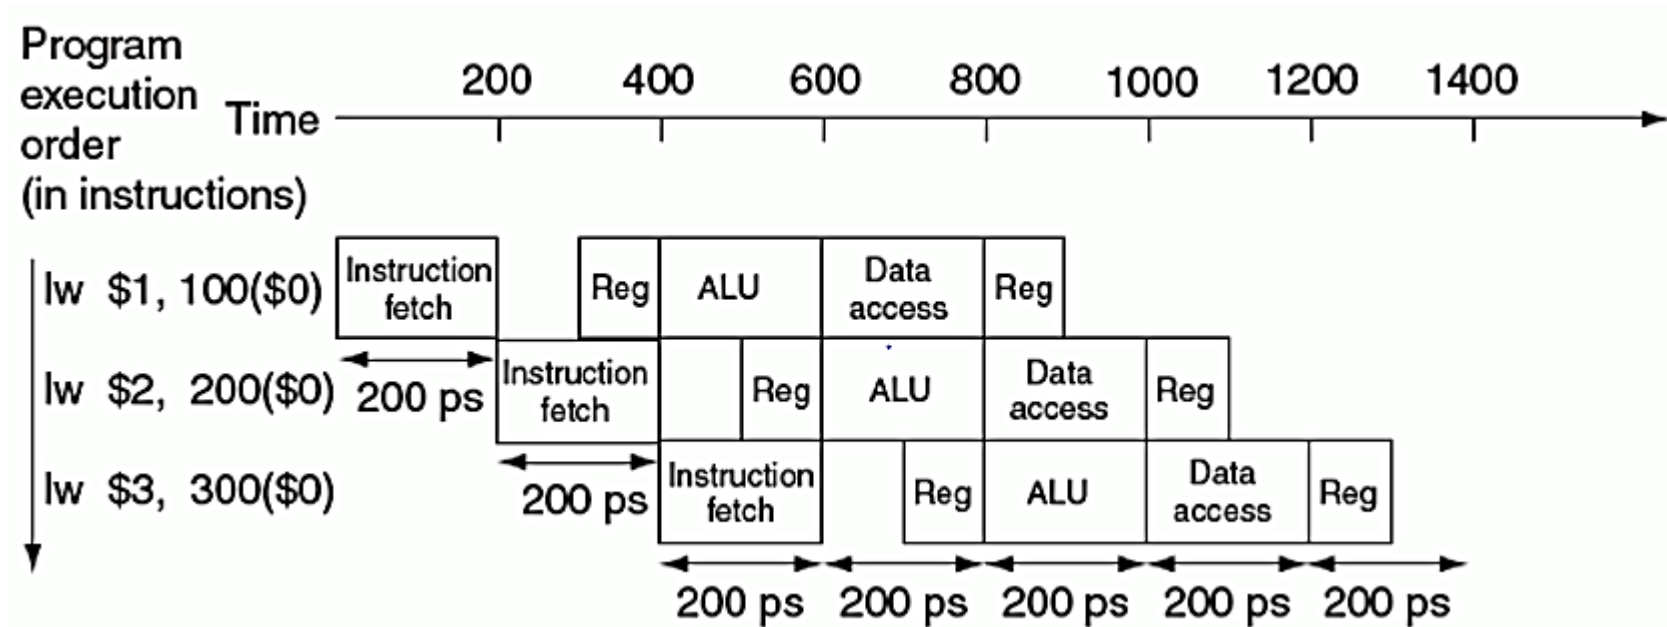 Program
execution
order
(in instructions)
Time
200 400 600 800 1000 1200 1400
lw $1, 100($0)
Instruction
fetch
Reg
ALU
Data
access
Reg
200 ps
lw $2, 200($0)
Instruction
fetch
Reg
ALU
Data
access
Reg
200 ps
lw $3, 300($0)
Instruction
fetch
Reg
ALU
Data
access
Reg
200 ps 200 ps 200 ps 200 ps 200 ps